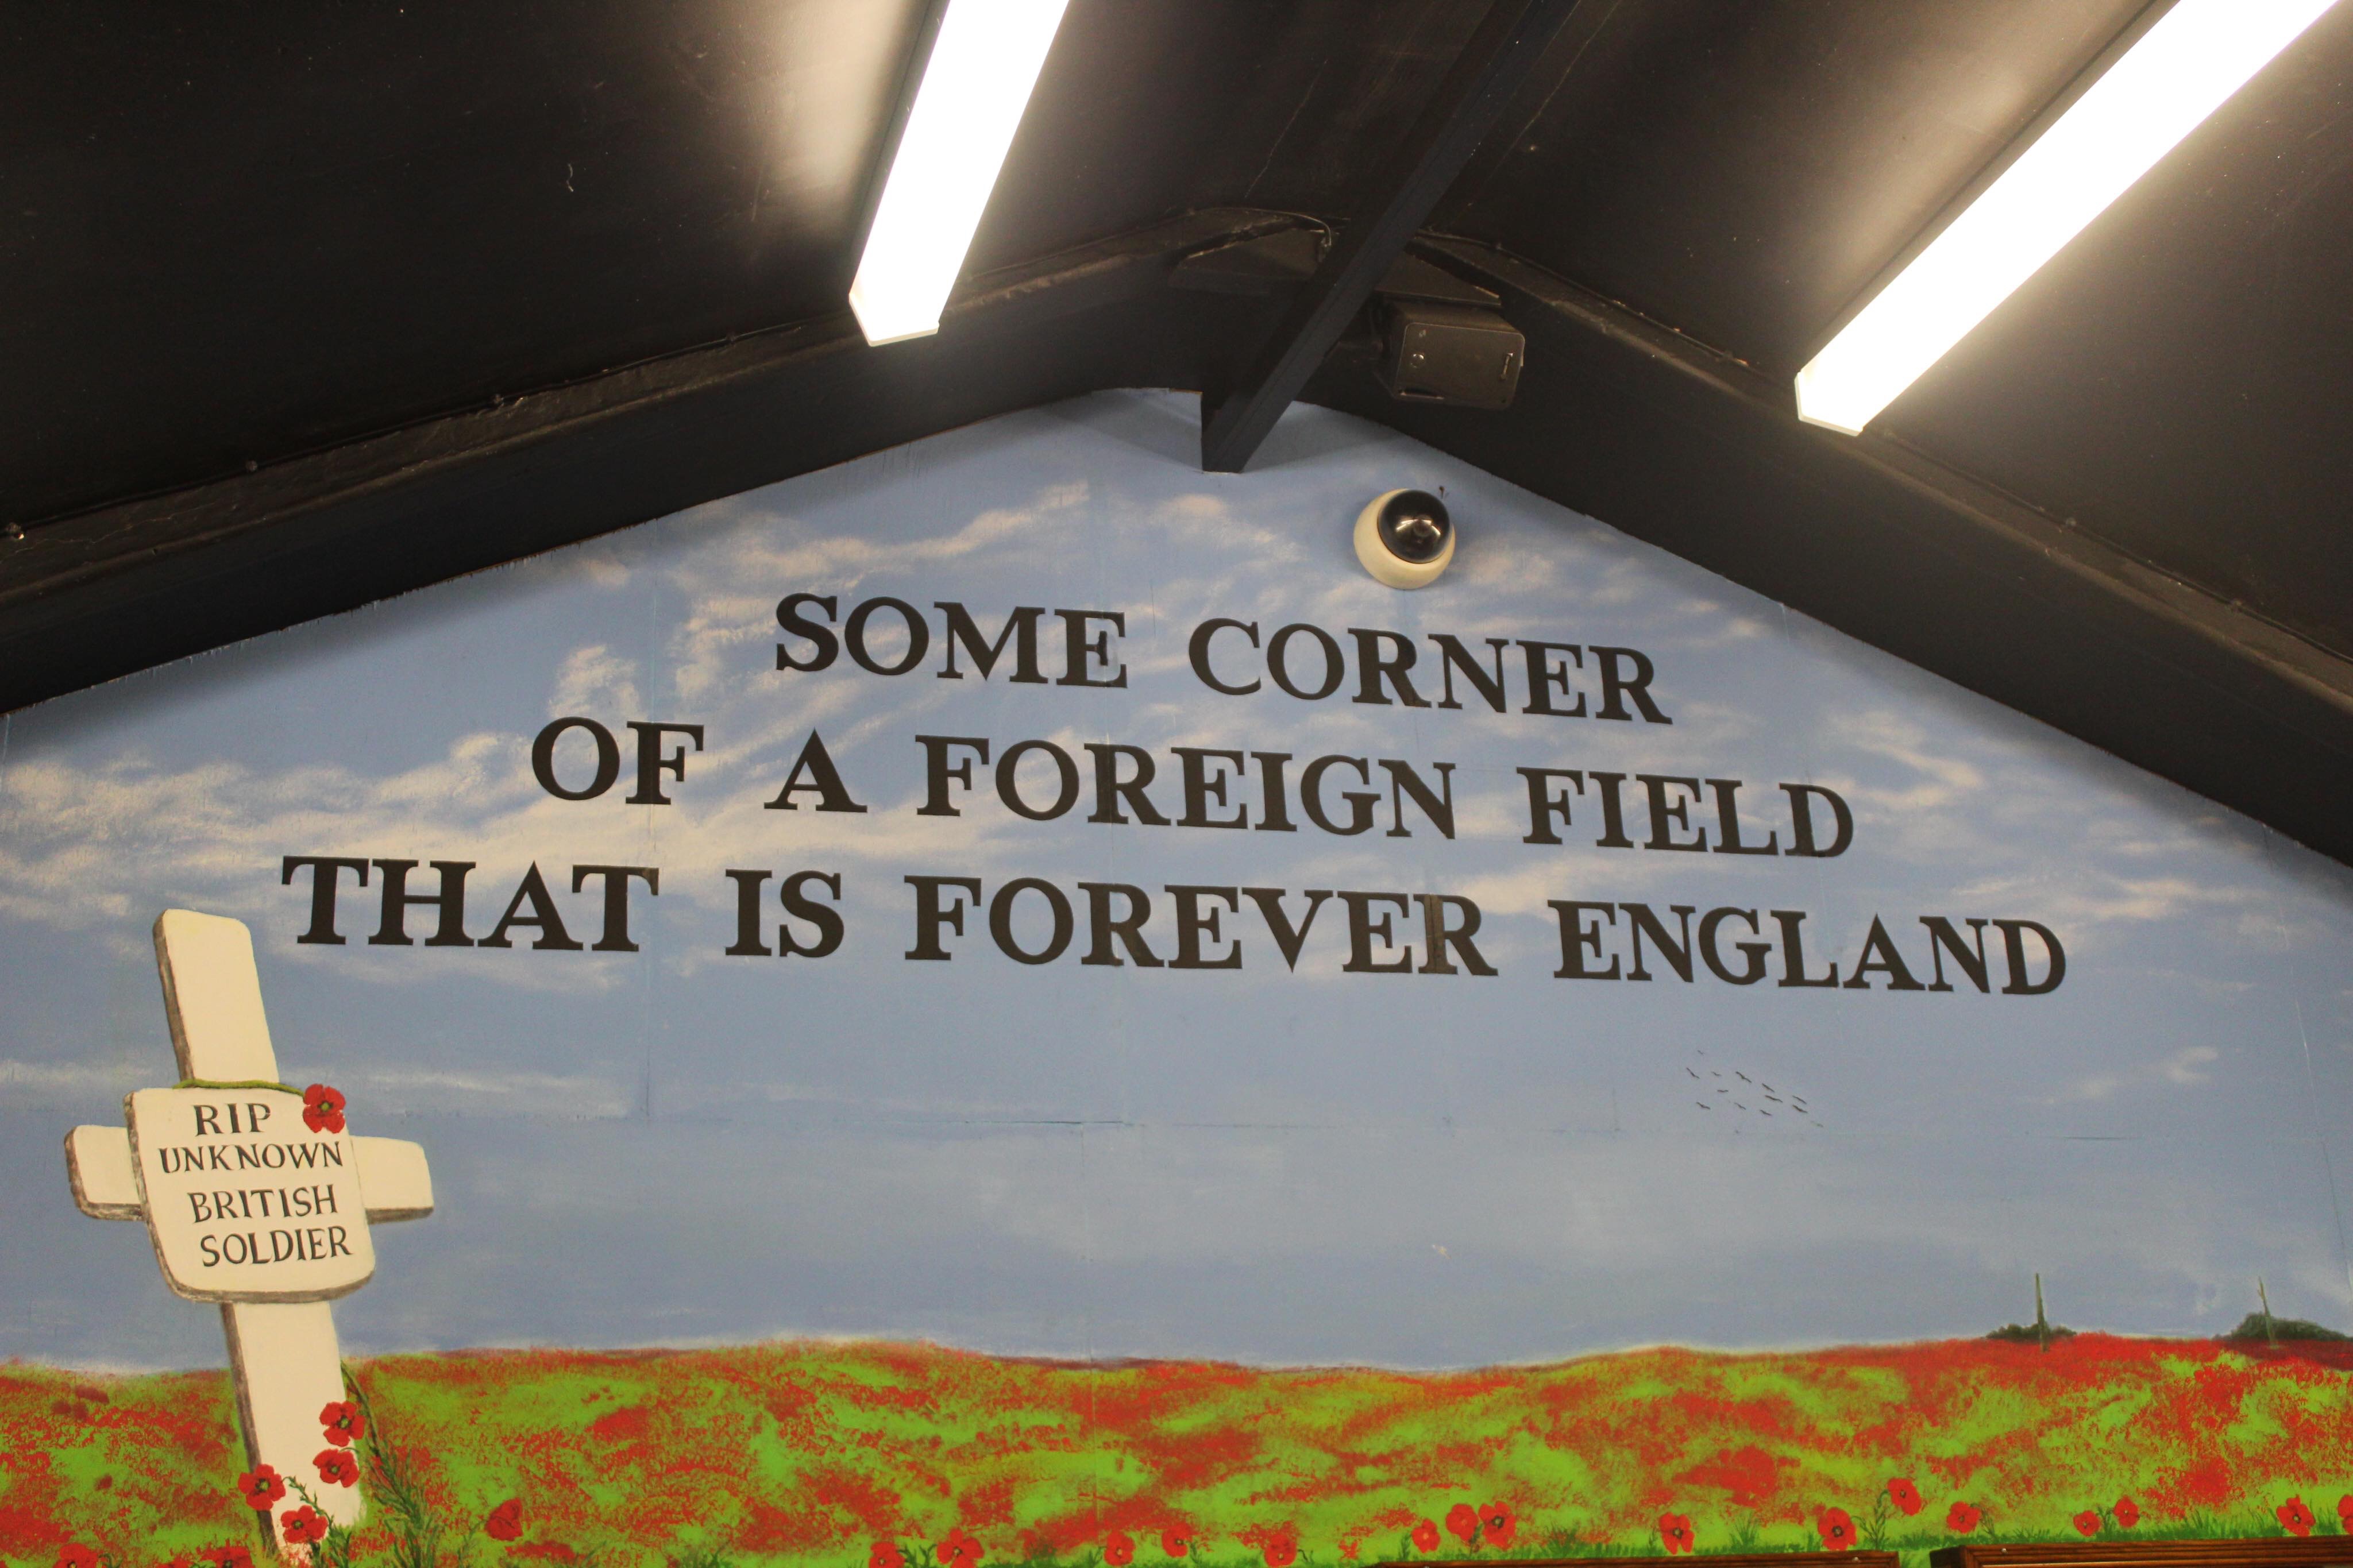 SOME CORNER
OF A FOREIGN FIELD
THAT IS FOREVER ENGLAND
RIP
UNKNOWN
BRITISH
SOLDIER